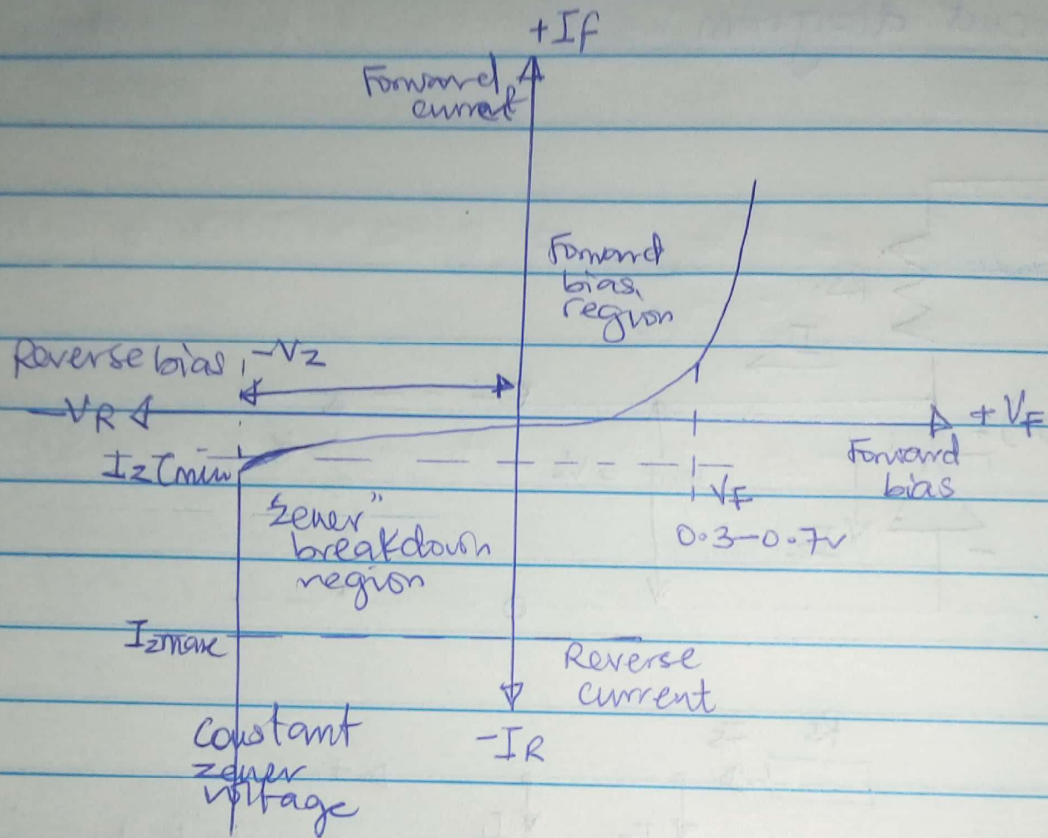 +If
Forward
current
Forward
bias
region
Reverse bias, -Vz
-VR
+ VF
Iz(min)
Forward
bias
VF
0.3-0.7v
"zener"
breakdown
region
Izmax
Reverse
current
-IR
Constant
zener
voltage